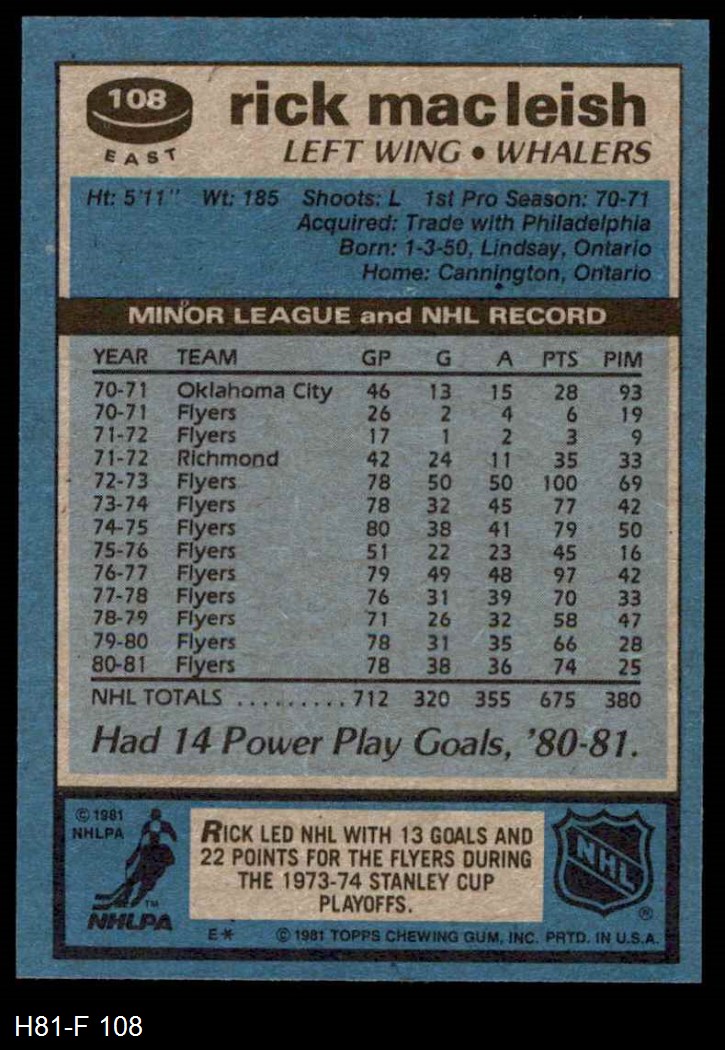 108
EAST
rick macleish
LEFT WING • WHALERS
Ht: 5'11" Wt: 185 Shoots: L 1st Pro Season: 70-71
Acquired: Trade with Philadelphia
Born: 1-3-50, Lindsay, Ontario
Home: Cannington, Ontario
MINOR LEAGUE and NHL RECORD
YEAR TEAM GP G A PTS PIM
70-71 Oklahoma City 46 13 15 28 93
70-71 Flyers 26 2 4 6 19
71-72 Flyers 17 1 2 3 9
71-72 Richmond 42 24 11 35 33
72-73 Flyers 78 50 50 100 69
73-74 Flyers 78 32 45 77 42
74-75 Flyers 80 38 41 79 50
75-76 Flyers 51 22 23 45 16
76-77 Flyers 79 49 48 97 42
77-78 Flyers 76 31 39 70 33
78-79 Flyers 71 26 32 58 47
79-80 Flyers 78 31 35 66 28
80-81 Flyers 78 38 36 74 25
NHL TOTALS .........712 320 355 675 380
Had 14 Power Play Goals, '80-81.
© 1981
NHLPA
TM
NHLPA
RICK LED NHL WITH 13 GOALS AND
22 POINTS FOR THE FLYERS DURING
THE 1973-74 STANLEY CUP
PLAYOFFS.
NHL
®
E* © 1981 TOPPS CHEWING GUM, INC. PRTD. IN U.S.A.
H81-F 108